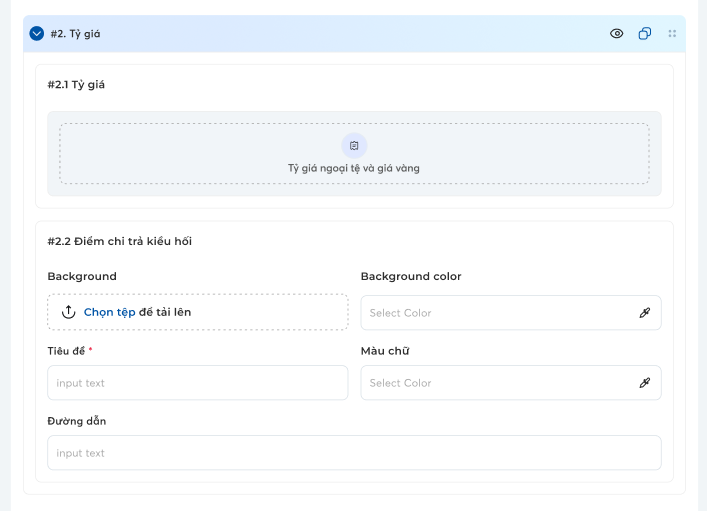 #2. Tỷ giá
#2.1 Tỷ giá
Tỷ giá ngoại tệ và giá vàng
#2.2 Điểm chi trả kiều hối
Background
Background color
Chọn tệp để tải lên
Select Color
Tiêu đề *
Màu chữ
input text
Select Color
Đường dẫn
input text